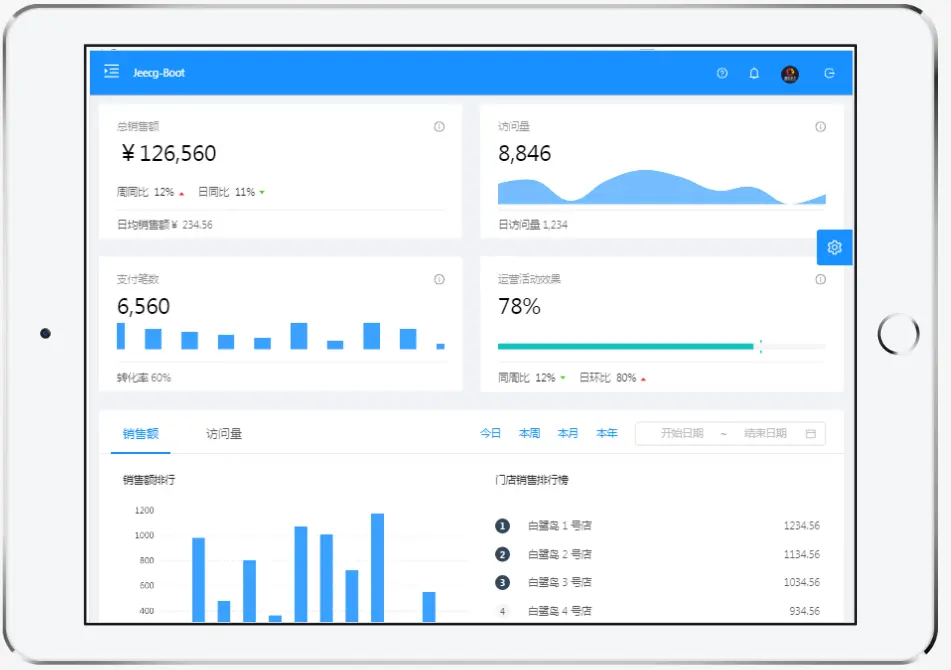 Jeecg-Boot
总销售额
¥ 126,560
周同比 12% 日同比 11%
日均销售额¥ 234.56
访问量
8,846
日访问量 1,234
支付笔数
6,560
转化率 60%
运营活动效果
78%
同周比 12% 日环比 80%
销售额 访问量 今日 本周 本月 本年 开始日期 ~ 结束日期
销售额排行
1200
1000
800
600
400
门店销售排行榜
1 白鹭岛 1 号店 1234.56
2 白鹭岛 2 号店 1134.56
3 白鹭岛 3 号店 1034.56
4 白鹭岛 4 号店 934.56